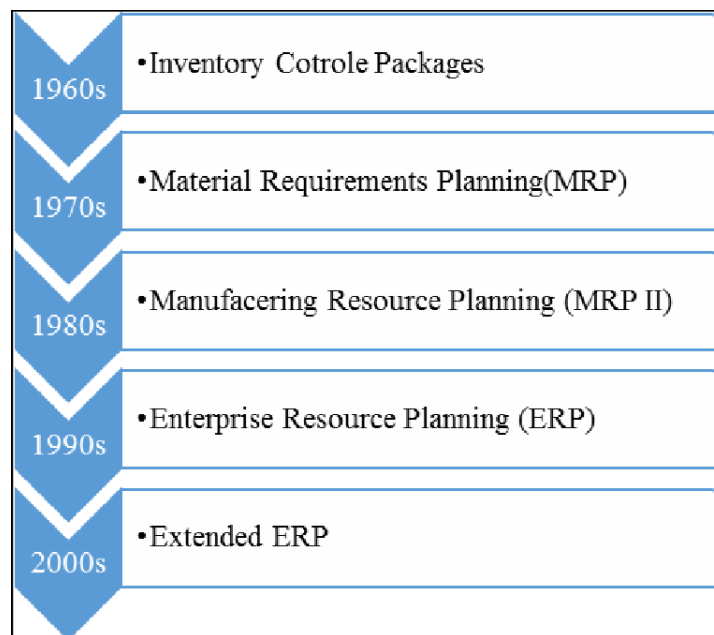 1960s
•Inventory Cotrole Packages
1970s
•Material Requirements Planning(MRP)
1980s
•Manufacering Resource Planning (MRP II)
1990s
•Enterprise Resource Planning (ERP)
2000s
•Extended ERP